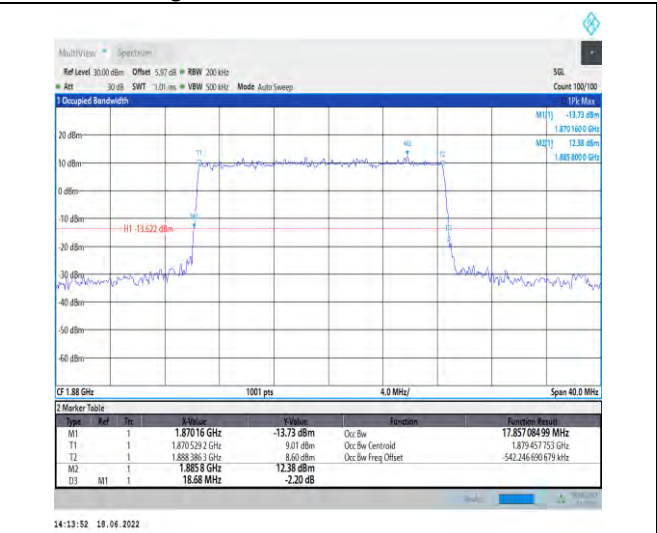 MultiView Spectrum
Ref Level 30.00 dBm Offset 5.97 dB RBW 200 kHz SGL
Att 30 dB SWT 1.01 ms VBW 500 kHz Mode Auto Sweep Count 100/100
1 Occupied Bandwidth 1Pk Max
M1[1] -13.73 dBm
1.870 160 0 GHz
M2[1] 12.38 dBm
1.885 800 0 GHz
20 dBm
T1 M2 T2
10 dBm
0 dBm
-10 dBm
M1
H1 -13.622 dBm
-20 dBm
-30 dBm
-40 dBm
-50 dBm
-60 dBm
CF 1.88 GHz 1001 pts 4.0 MHz/ Span 40.0 MHz
2 Marker Table
Type Ref Trc X-Value Y-Value Function Function Result
M1 1 1.870 16 GHz -13.73 dBm Occ Bw 17.857 084 99 MHz
T1 1 1.870 529 2 GHz 9.01 dBm Occ Bw Centroid 1.879 457 753 GHz
T2 1 1.888 386 3 GHz 8.60 dBm Occ Bw Freq Offset -542.246 690 679 kHz
M2 1 1.885 8 GHz 12.38 dBm
D3 M1 1 18.68 MHz -2.20 dB
14:13:52 18.06.2022